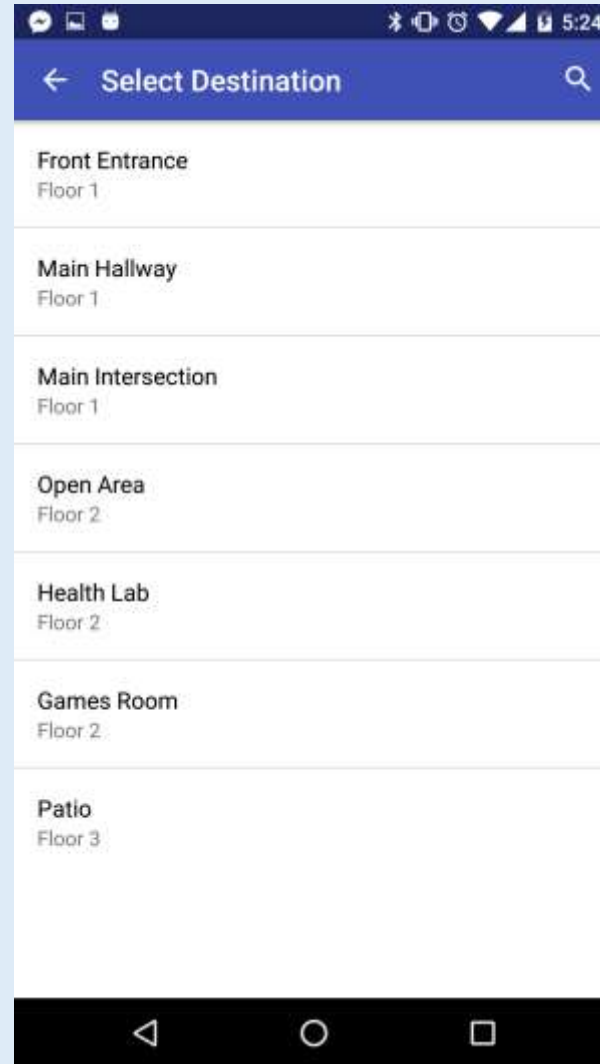 5:24
Select Destination
Front Entrance
Floor 1
Main Hallway
Floor 1
Main Intersection
Floor 1
Open Area
Floor 2
Health Lab
Floor 2
Games Room
Floor 2
Patio
Floor 3